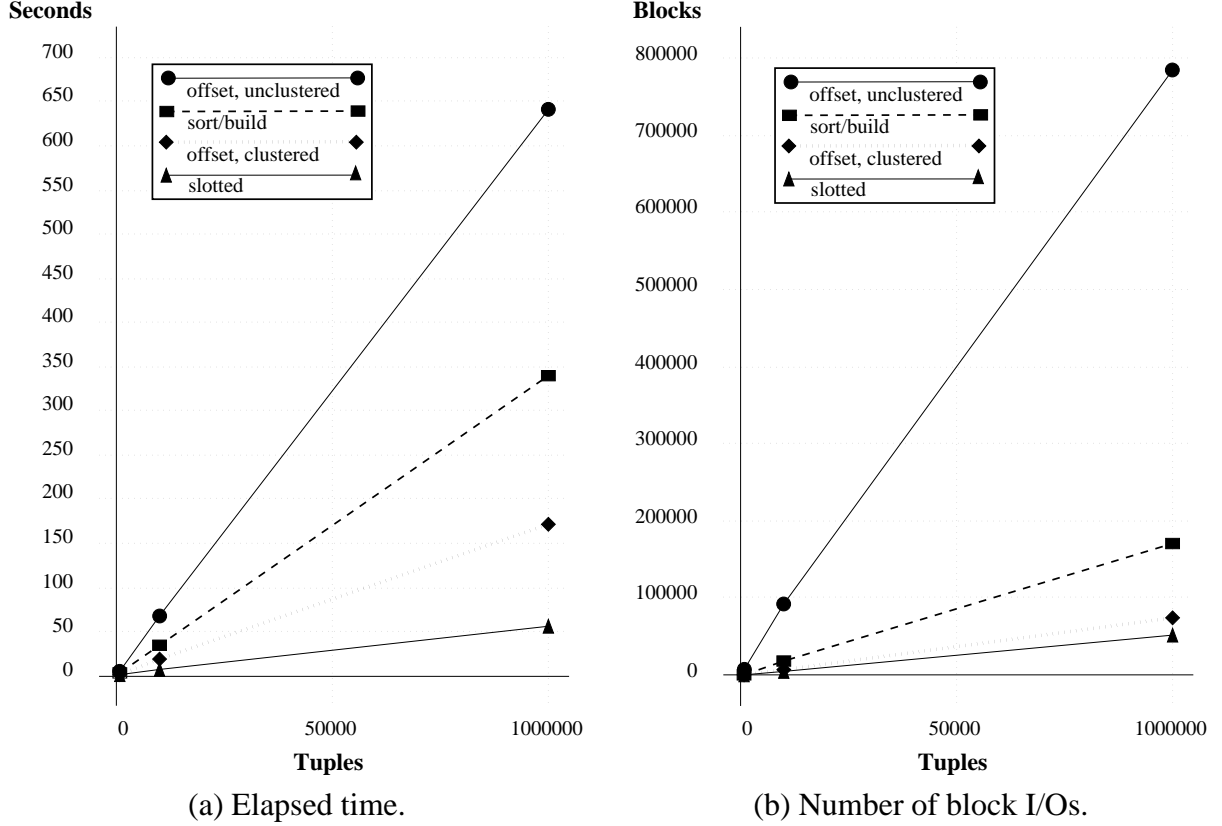 Seconds
700
650
600
550
500
450
400
350
300
250
200
150
100
50
0
offset, unclustered
sort/build
offset, clustered
slotted
0 50000 1000000
Tuples
(a) Elapsed time.
Blocks
800000
700000
600000
500000
400000
300000
200000
100000
0
offset, unclustered
sort/build
offset, clustered
slotted
0 50000 1000000
Tuples
(b) Number of block I/Os.